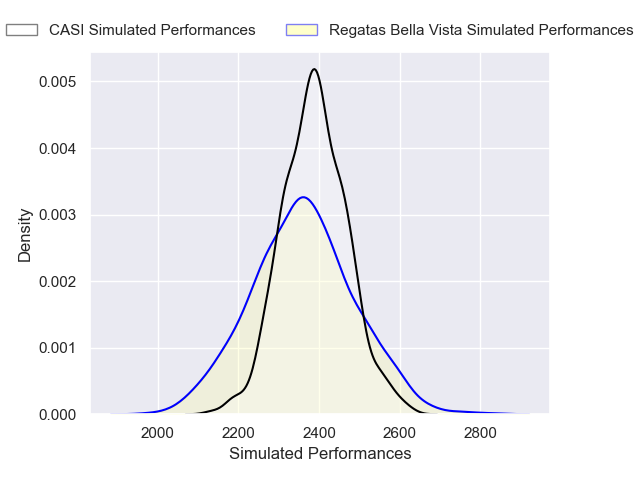 CASI Simulated Performances
Regatas Bella Vista Simulated Performances
0.005
0.004
0.003
0.002
0.001
0.000
Density
2000
2200
2400
2600
2800
Simulated Performances